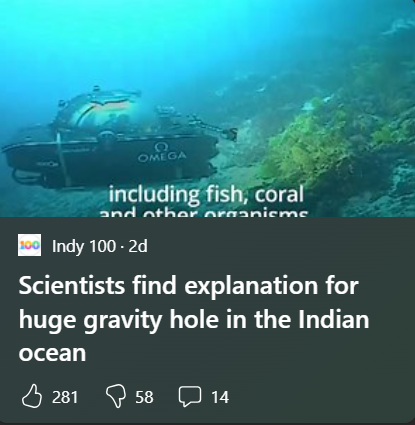 Ω
OMEGA
including fish, coral
and other organisms
100 Indy 100 · 2d
Scientists find explanation for
huge gravity hole in the Indian
ocean
281 58 14